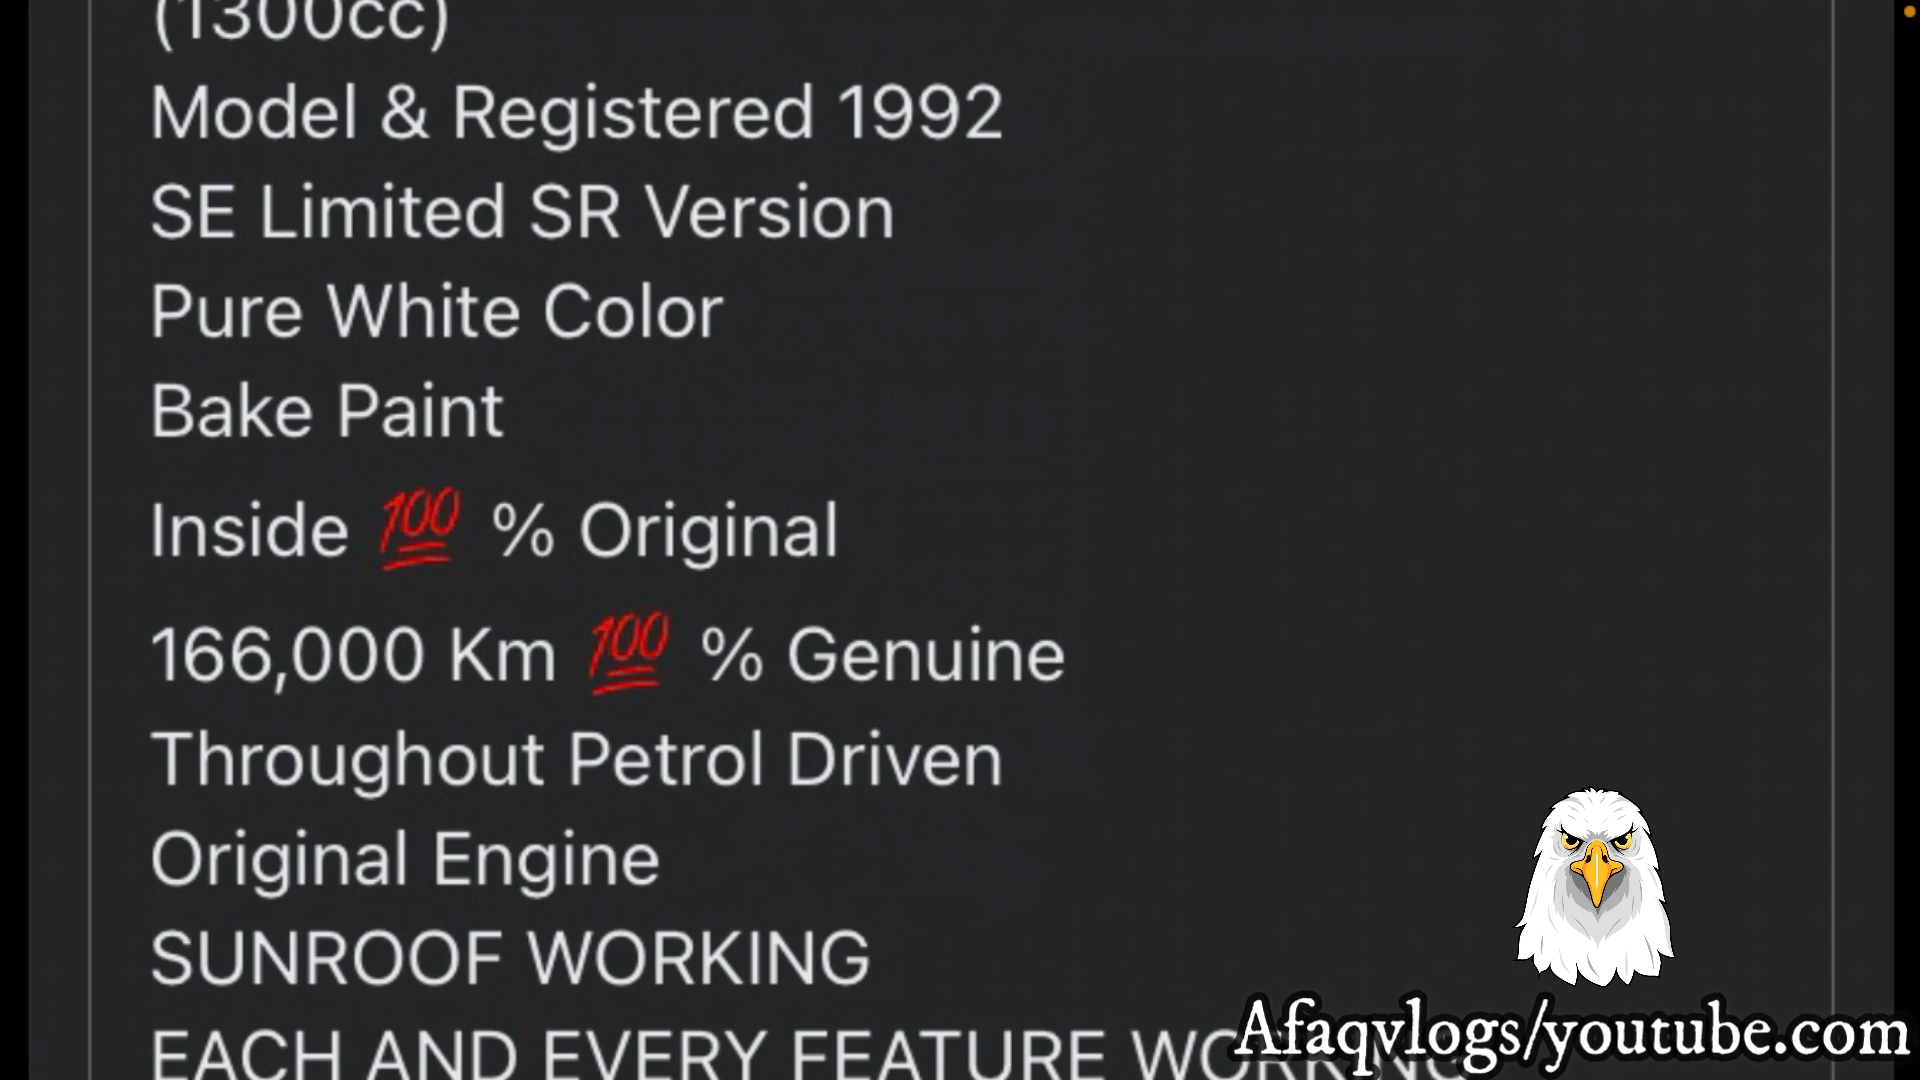 (1300cc)
Model & Registered 1992
SE Limited SR Version
Pure White Color
Bake Paint
Inside 💯 % Original
166,000 Km 💯 % Genuine
Throughout Petrol Driven
Original Engine
SUNROOF WORKING
EACH AND EVERY FEATURE WORKING
Afaqvlogs/youtube.com